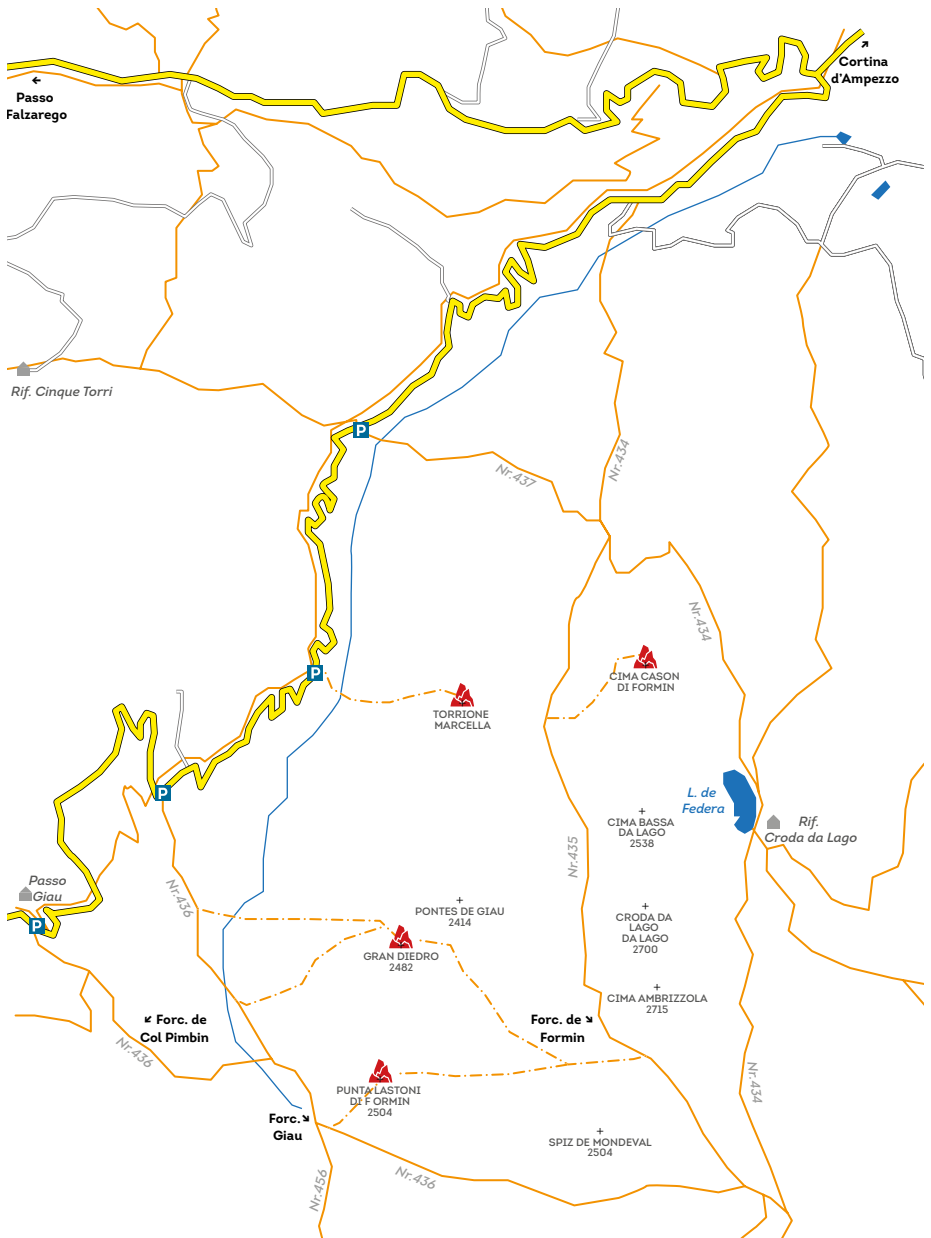 Cortina
d'Ampezzo
Passo
Falzarego
Rif. Cinque Torri
P
Nr.437
Nr.434
Nr.434
P
CIMA CASON
DI FORMIN
TORRIONE
MARCELLA
P
L. de
Federa
Rif.
Croda da Lago
CIMA BASSA
DA LAGO
2538
Nr.435
Passo
Giau
P
Nr.436
PONTES DE GIAU
2414
CRODA DA
LAGO
DA LAGO
2700
GRAN DIEDRO
2482
CIMA AMBRIZZOLA
2715
Forc. de
Col Pimbin
Forc. de
Formin
Nr.436
PUNTA LASTONI
DI F ORMIN
2504
Nr.434
Forc.
Giau
SPIZ DE MONDEVAL
2504
Nr.436
Nr.456